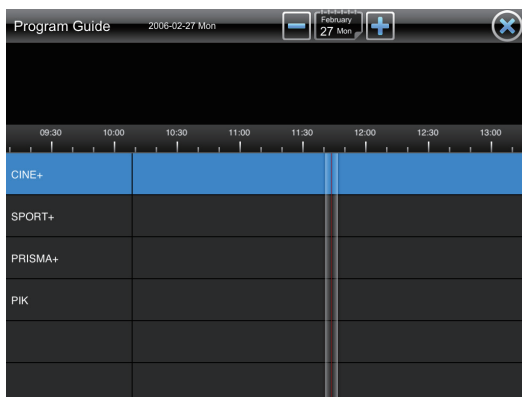 Program Guide 2006-02-27 Mon
February
27 Mon
09:30 10:00 10:30 11:00 11:30 12:00 12:30 13:00
CINE+
SPORT+
PRISMA+
PIK